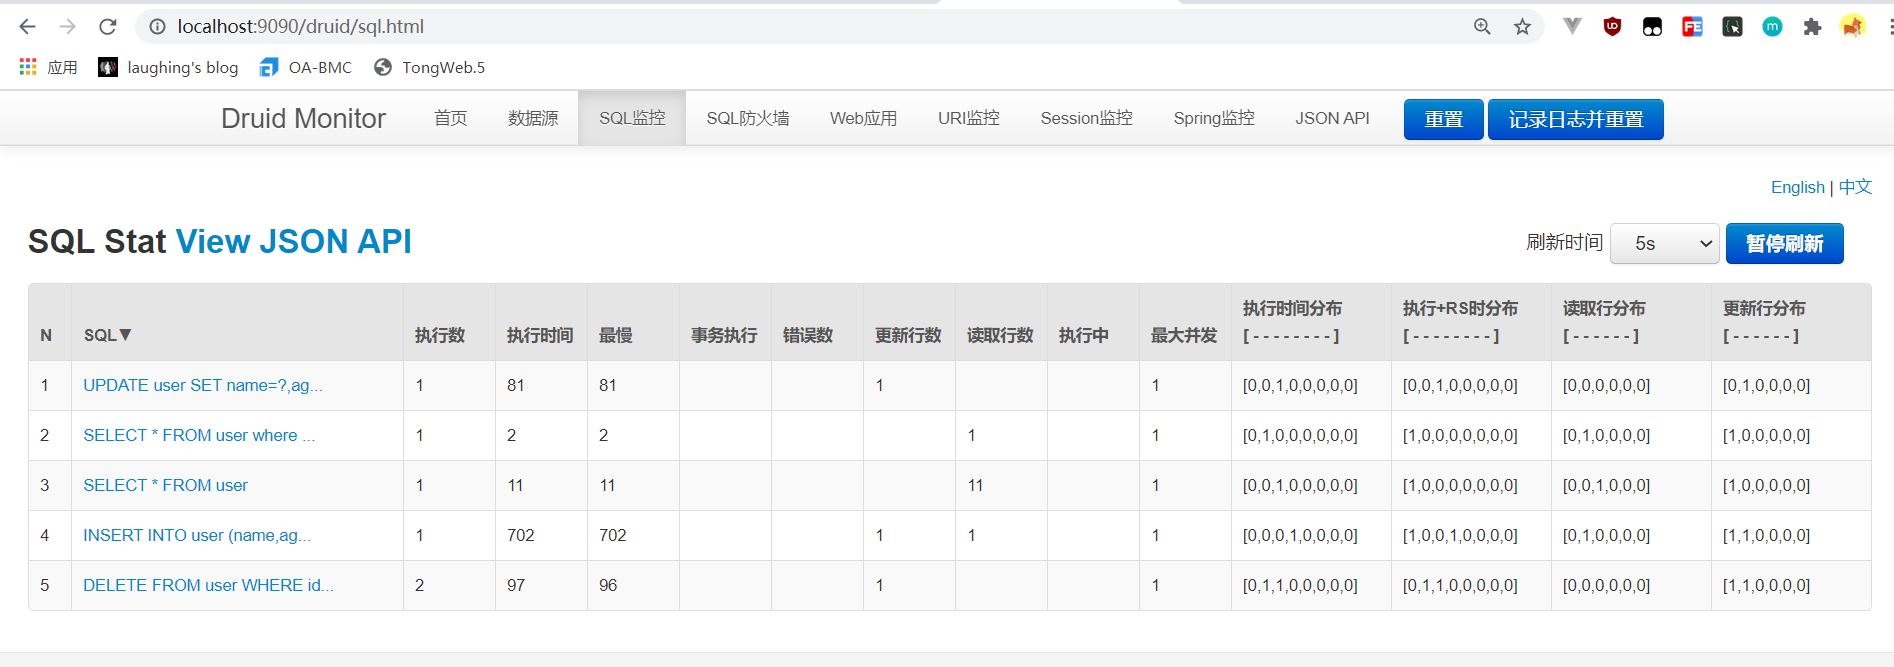 localhost:9090/druid/sql.html
应用 laughing's blog OA-BMC TongWeb.5
Druid Monitor 首页 数据源 SQL监控 SQL防火墙 Web应用 URI监控 Session监控 Spring监控 JSON API 重置 记录日志并重置
English | 中文
SQL Stat View JSON API 刷新时间 5s 暂停刷新
N SQL▼ 执行数 执行时间 最慢 事务执行 错误数 更新行数 读取行数 执行中 最大并发 执行时间分布 [ - - - - - - - - ] 执行+RS时分布 [ - - - - - - - - ] 读取行分布 [ - - - - - - ] 更新行分布 [ - - - - - - ]
1 UPDATE user SET name=?,ag... 1 81 81 1 1 [0,0,1,0,0,0,0,0] [0,0,1,0,0,0,0,0] [0,0,0,0,0,0] [0,1,0,0,0,0]
2 SELECT * FROM user where ... 1 2 2 1 1 [0,1,0,0,0,0,0,0] [1,0,0,0,0,0,0,0] [0,1,0,0,0,0] [1,0,0,0,0,0]
3 SELECT * FROM user 1 11 11 11 1 [0,0,1,0,0,0,0,0] [1,0,0,0,0,0,0,0] [0,0,1,0,0,0] [1,0,0,0,0,0]
4 INSERT INTO user (name,ag... 1 702 702 1 1 1 [0,0,0,1,0,0,0,0] [1,0,0,1,0,0,0,0] [0,1,0,0,0,0] [1,1,0,0,0,0]
5 DELETE FROM user WHERE id... 2 97 96 1 1 [0,1,1,0,0,0,0,0] [0,1,1,0,0,0,0,0] [0,0,0,0,0,0] [1,1,0,0,0,0]